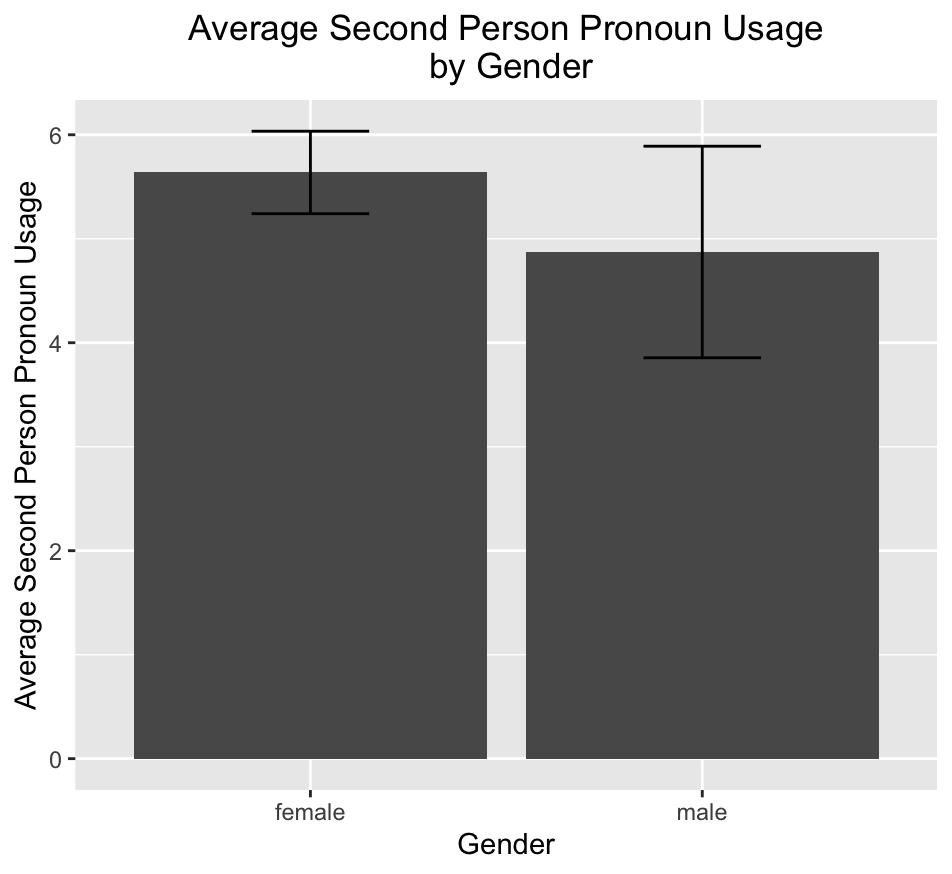 Average Second Person Pronoun Usage
by Gender
Average Second Person Pronoun Usage
6
4
2
0
female male
Gender